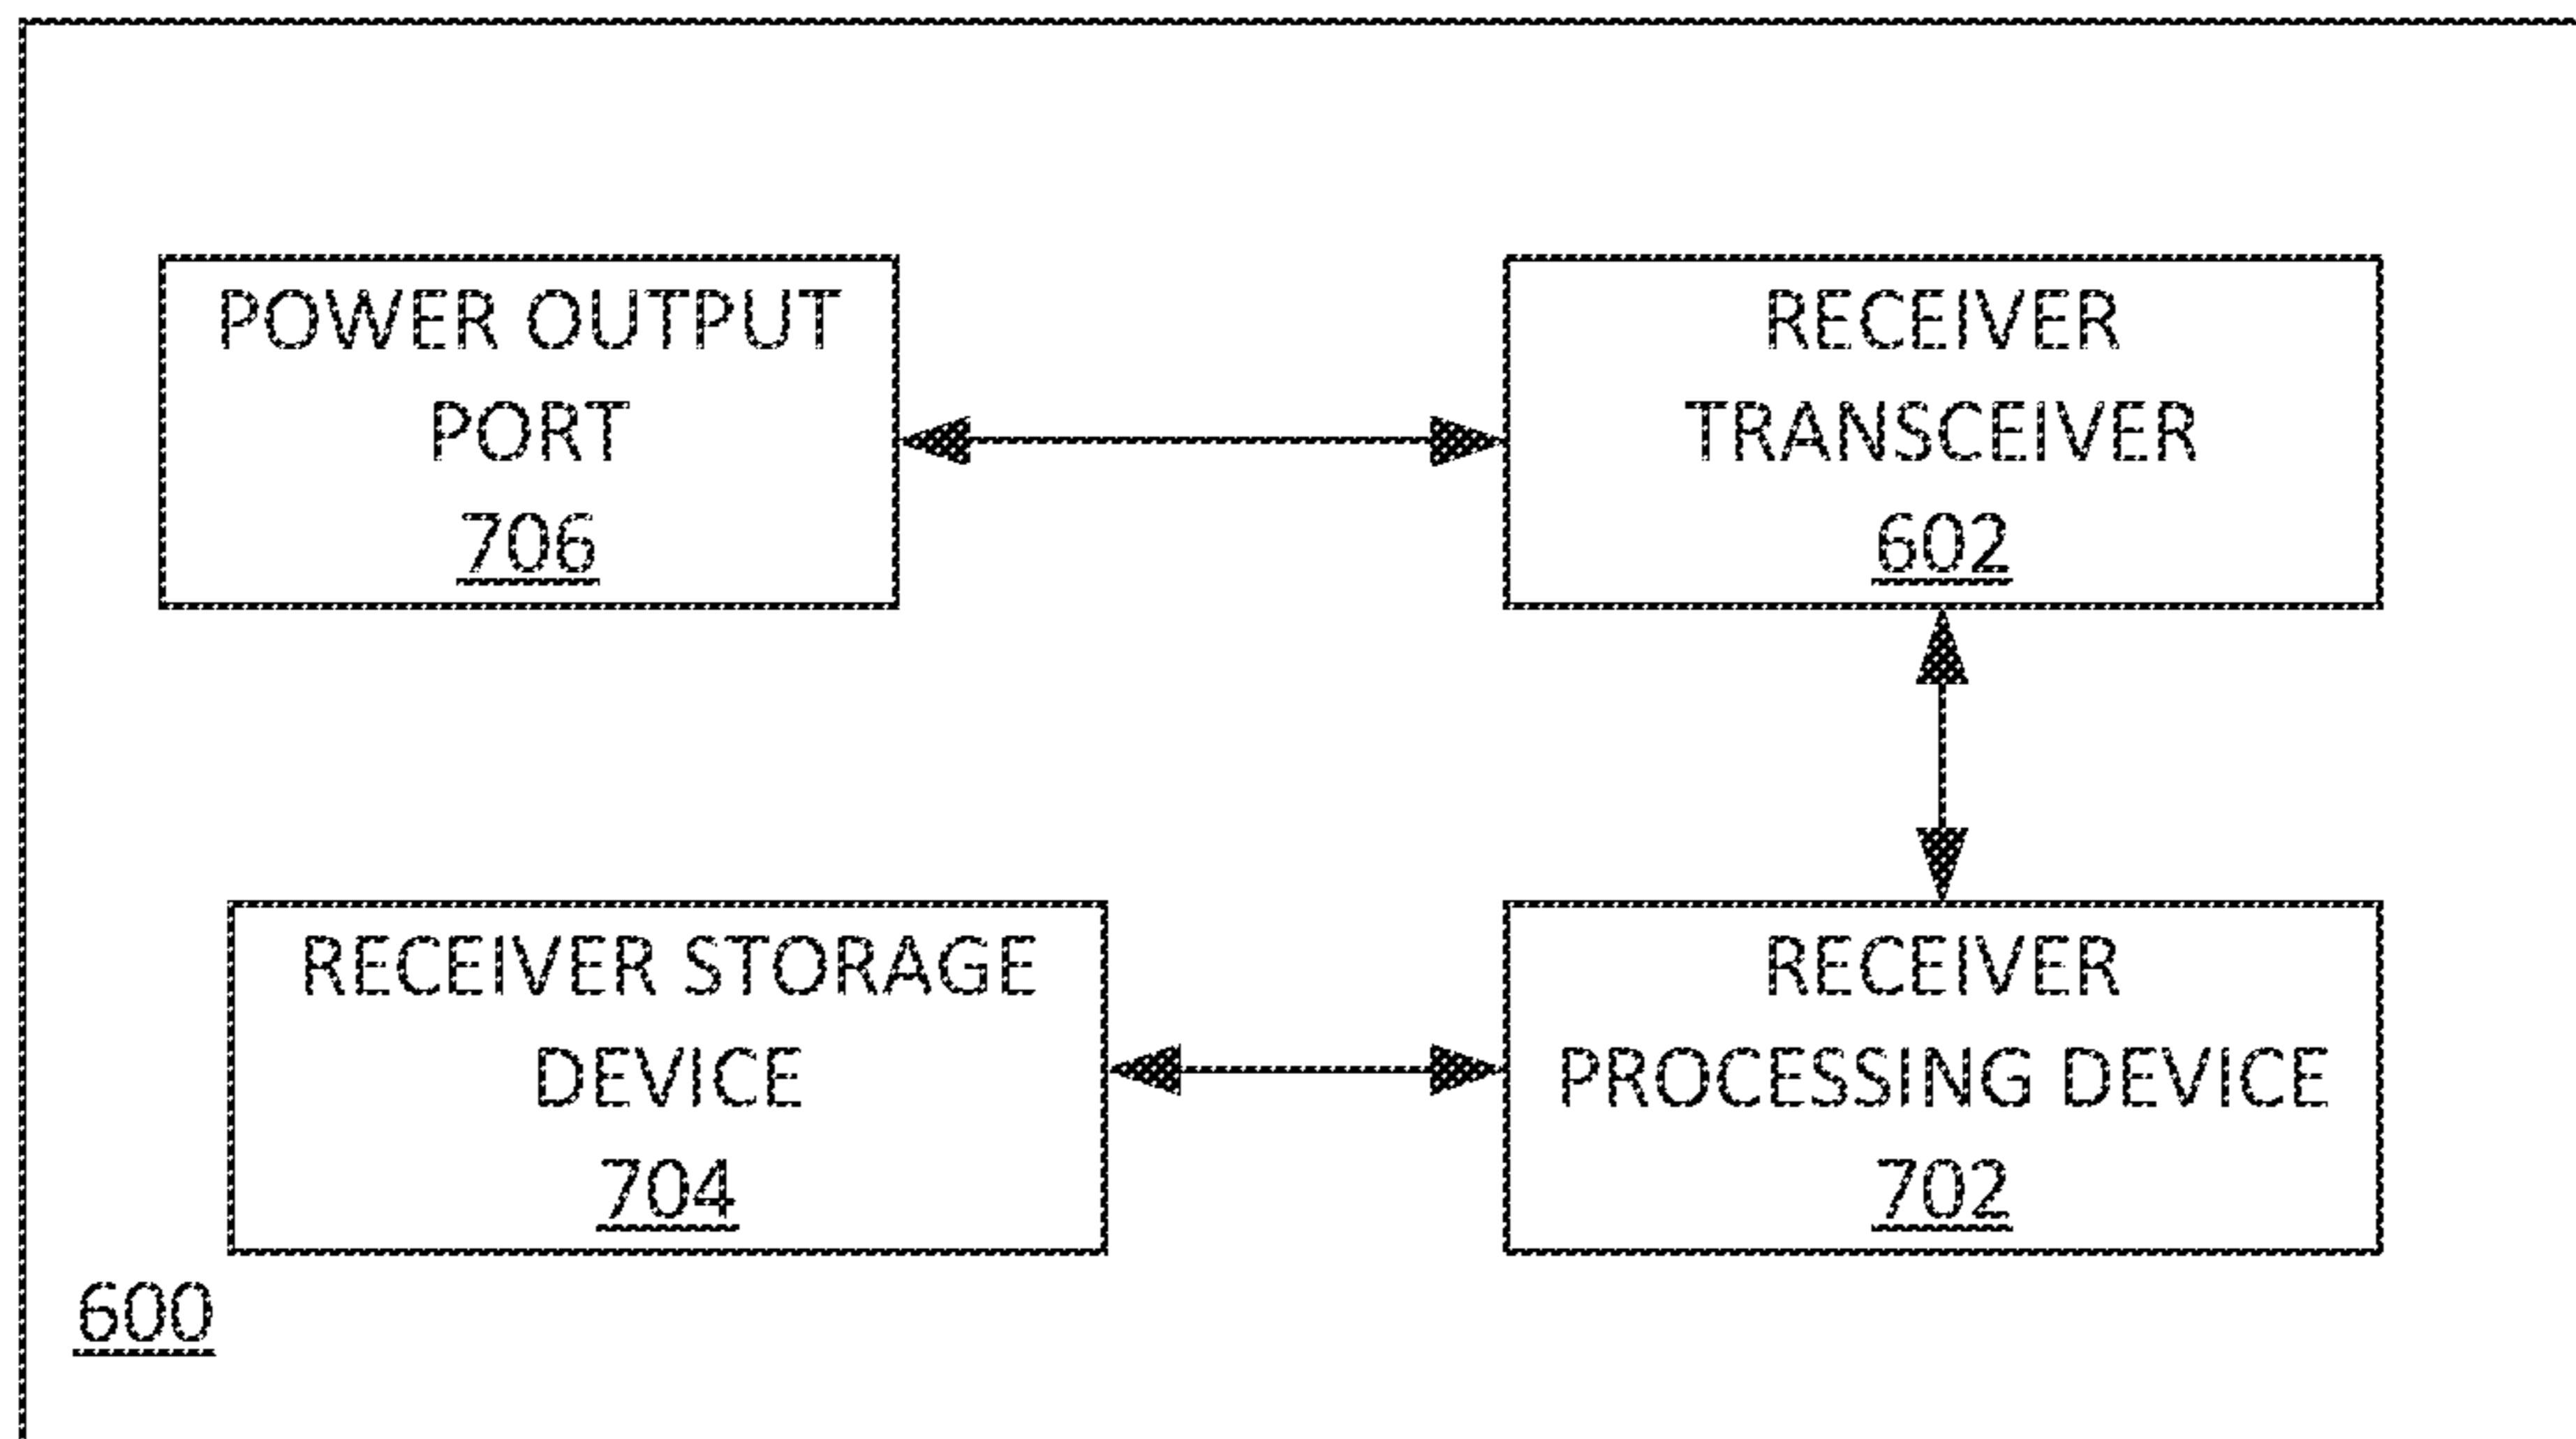 POWER OUTPUT
PORT
706
RECEIVER
TRANSCEIVER
602
RECEIVER STORAGE
DEVICE
704
RECEIVER
PROCESSING DEVICE
702
600